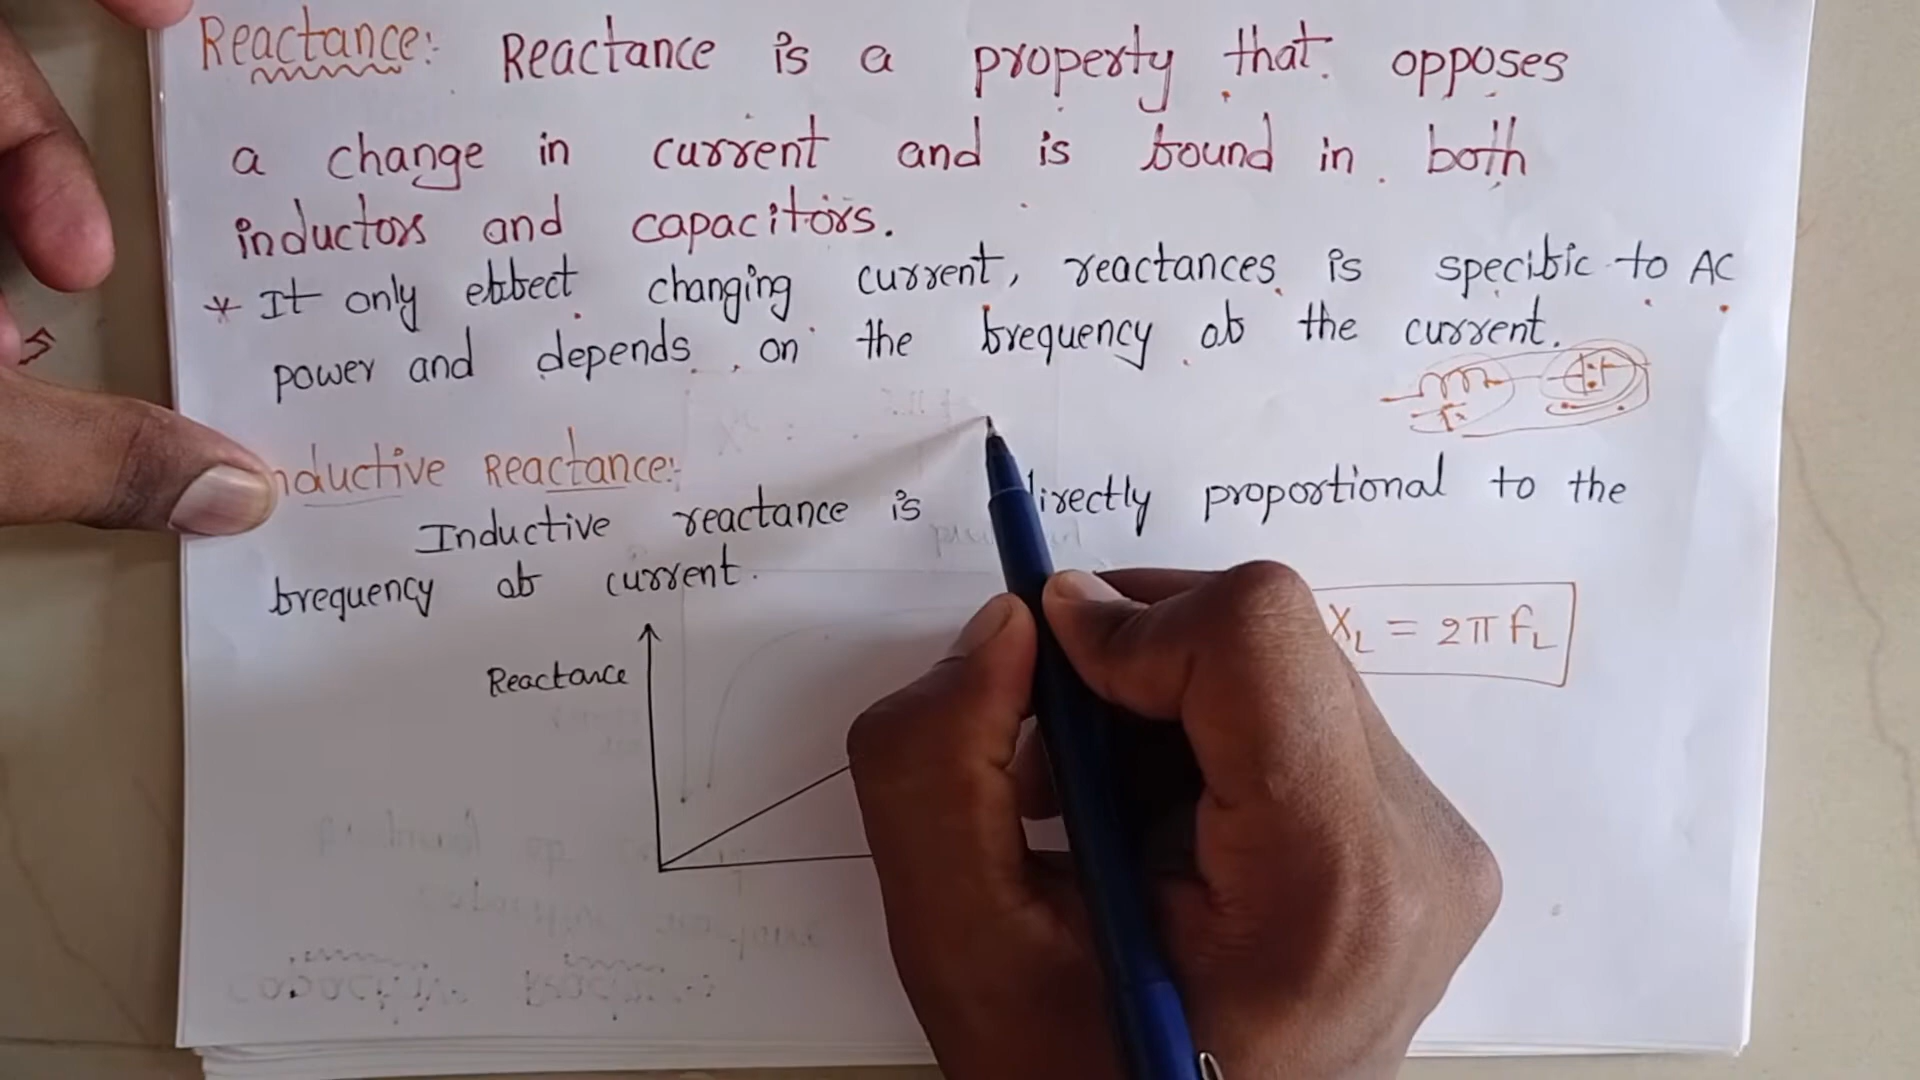 Reactance: Reactance is a property that opposes
a change in current and is found in both
inductors and capacitors.
* It only effect changing current, reactances is specific to AC
power and depends on the frequency of the current.
nductive Reactance:
Inductive reactance is directly proportional to the
frequency of current.
Reactance
XL = 2π fL